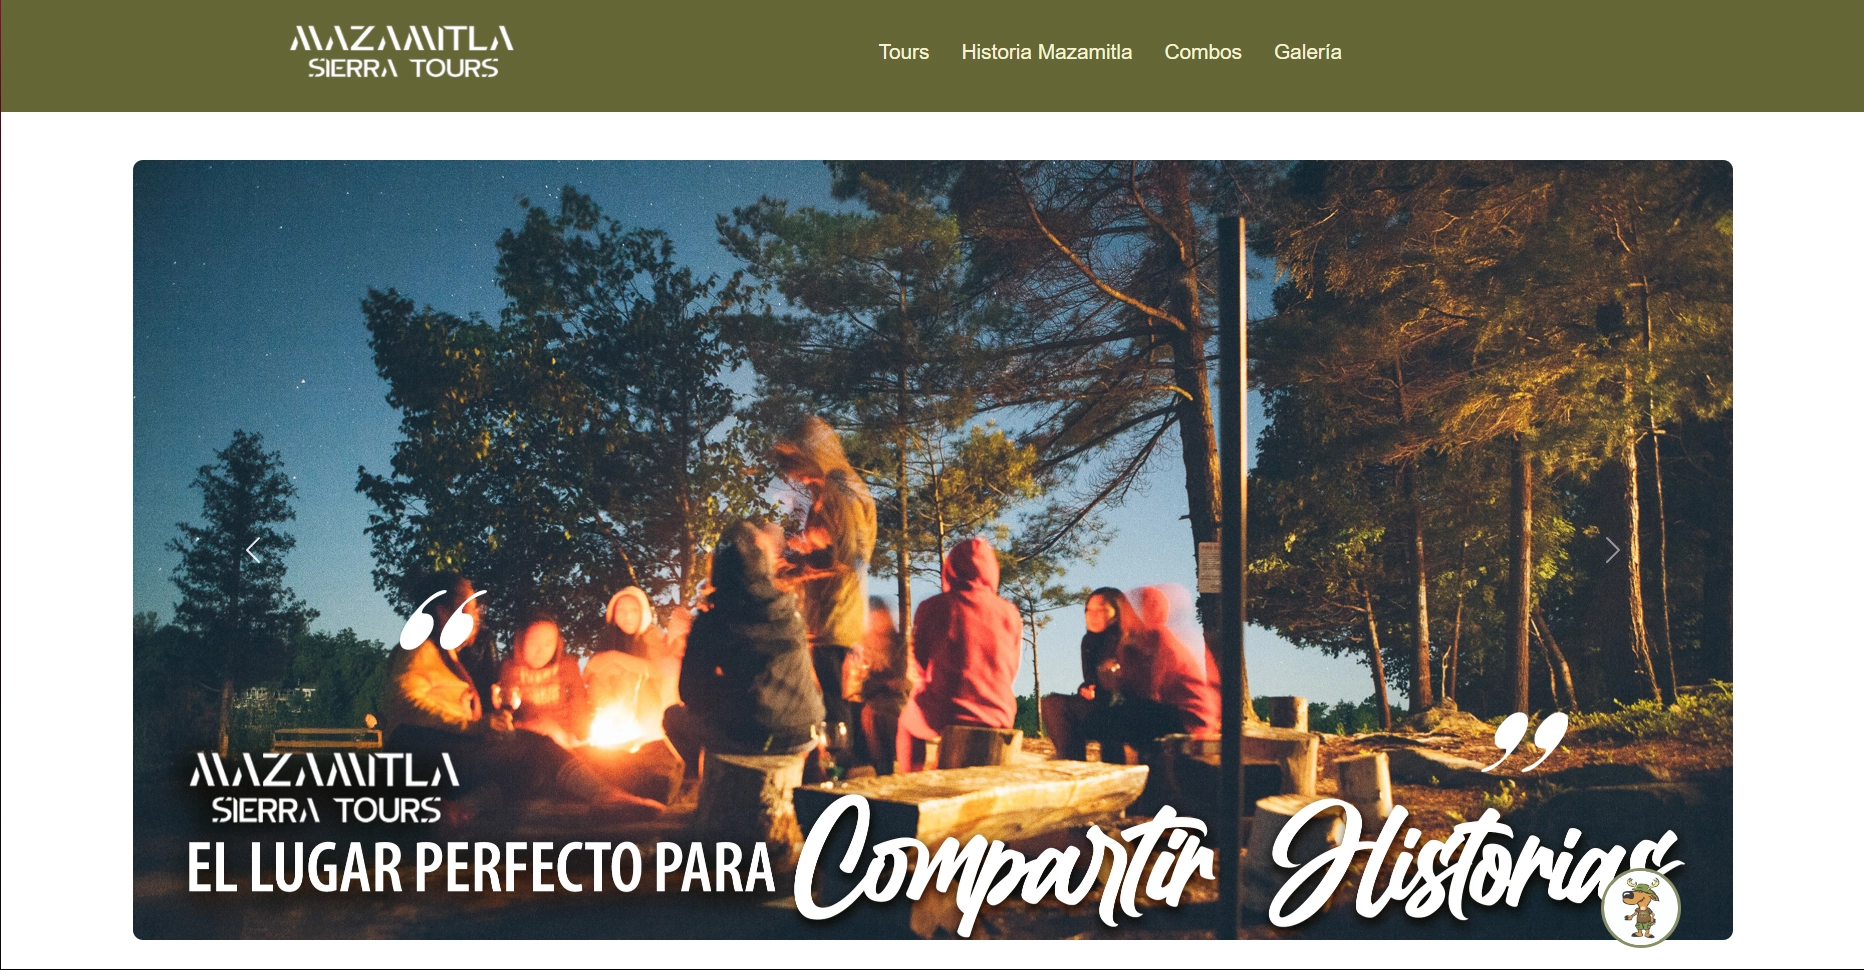 MAZAMITLA
SIERRA TOURS
Tours Historia Mazamitla Combos Galería
“
”
MAZAMITLA
SIERRA TOURS
EL LUGAR PERFECTO PARA Compartir Historias